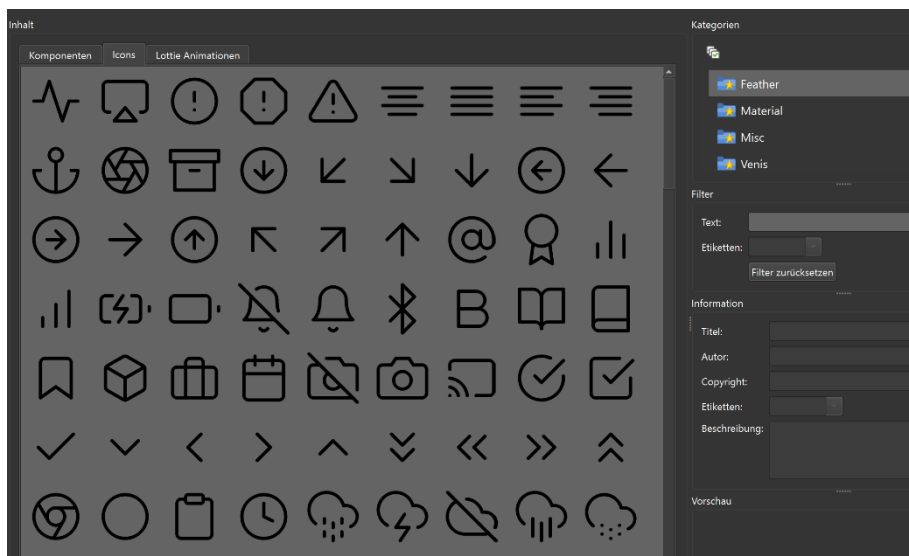 Inhalt
Komponenten Icons Lottie Animationen
Kategorien
Feather
Material
Misc
Venis
Filter
Text:
Etiketten:
Filter zurücksetzen
Information
Titel:
Autor:
Copyright:
Etiketten:
Beschreibung:
Vorschau